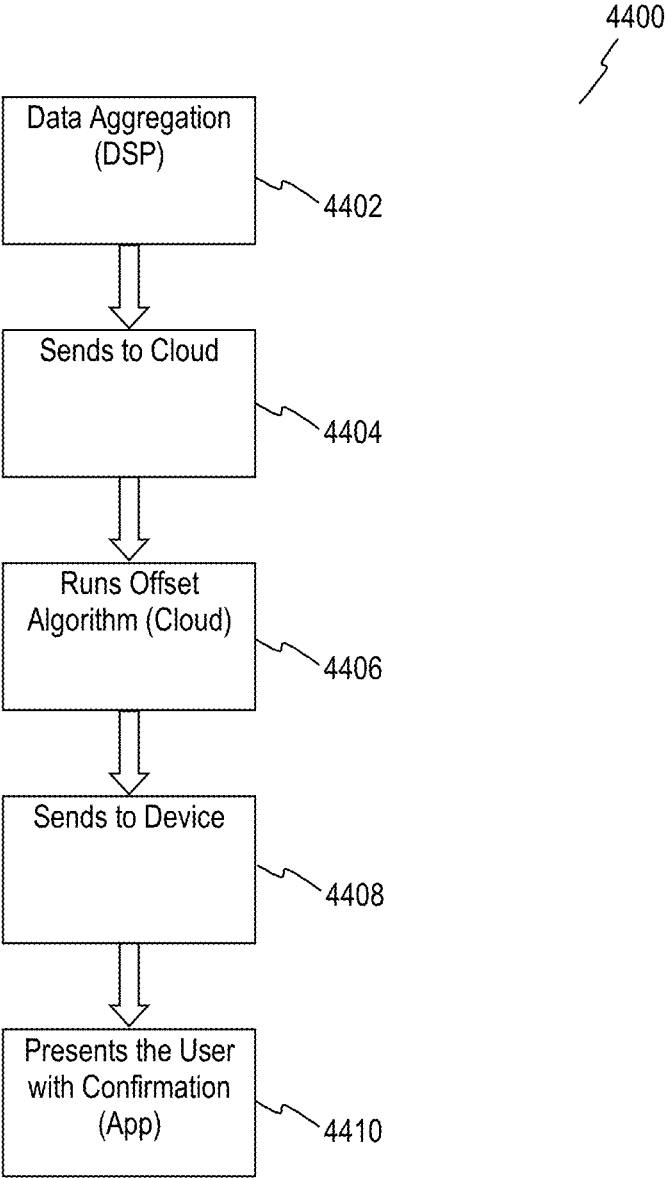 4400
Data Aggregation
(DSP)
4402
Sends to Cloud
4404
Runs Offset
Algorithm (Cloud)
4406
Sends to Device
4408
Presents the User
with Confirmation
(App)
4410